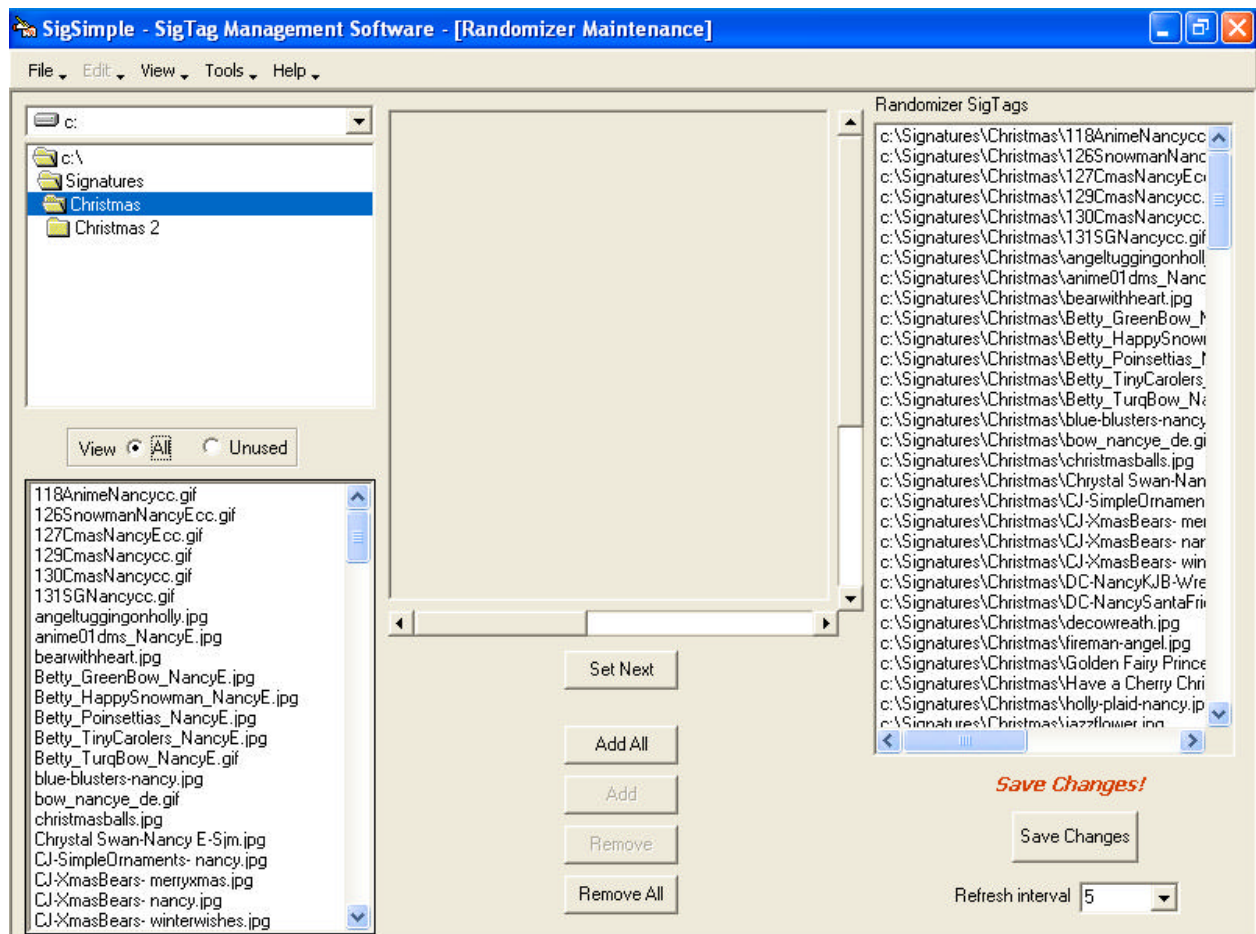 SigSimple - SigTag Management Software - [Randomizer Maintenance]
File Edit View Tools Help
c:
c:\
Signatures
Christmas
Christmas 2
View All Unused
118AnimeNancycc.gif
126SnowmanNancyEcc.gif
127CmasNancyEcc.gif
129CmasNancycc.gif
130CmasNancycc.gif
131SGNancycc.gif
angeltuggingonholly.jpg
anime01dms_NancyE.jpg
bearwithheart.jpg
Betty_GreenBow_NancyE.jpg
Betty_HappySnowman_NancyE.jpg
Betty_Poinsettias_NancyE.jpg
Betty_TinyCarolers_NancyE.jpg
Betty_TurqBow_NancyE.gif
blue-blusters-nancy.jpg
bow_nancye_de.gif
christmasballs.jpg
Chrystal Swan-Nancy E-Sjm.jpg
CJ-SimpleOrnaments- nancy.jpg
CJ-XmasBears- merryxmas.jpg
CJ-XmasBears- nancy.jpg
CJ-XmasBears- winterwishes.jpg
Set Next
Add All
Add
Remove
Remove All
Randomizer SigTags
c:\Signatures\Christmas\118AnimeNancycc
c:\Signatures\Christmas\126SnowmanNanc
c:\Signatures\Christmas\127CmasNancyEc
c:\Signatures\Christmas\129CmasNancycc.
c:\Signatures\Christmas\130CmasNancycc.
c:\Signatures\Christmas\131SGNancycc.gif
c:\Signatures\Christmas\angeltuggingonholl
c:\Signatures\Christmas\anime01dms_Nanc
c:\Signatures\Christmas\bearwithheart.jpg
c:\Signatures\Christmas\Betty_GreenBow_N
c:\Signatures\Christmas\Betty_HappySnow
c:\Signatures\Christmas\Betty_Poinsettias_N
c:\Signatures\Christmas\Betty_TinyCarolers_
c:\Signatures\Christmas\Betty_TurqBow_Na
c:\Signatures\Christmas\blue-blusters-nancy
c:\Signatures\Christmas\bow_nancye_de.gi
c:\Signatures\Christmas\christmasballs.jpg
c:\Signatures\Christmas\Chrystal Swan-Nan
c:\Signatures\Christmas\CJ-SimpleOrnamen
c:\Signatures\Christmas\CJ-XmasBears- mer
c:\Signatures\Christmas\CJ-XmasBears- nar
c:\Signatures\Christmas\CJ-XmasBears- win
c:\Signatures\Christmas\DC-NancyKJB-Wre
c:\Signatures\Christmas\DC-NancySantaFri
c:\Signatures\Christmas\decowreath.jpg
c:\Signatures\Christmas\fireman-angel.jpg
c:\Signatures\Christmas\Golden Fairy Prince
c:\Signatures\Christmas\Have a Cherry Chri
c:\Signatures\Christmas\holly-plaid-nancy.jp
c:\Signatures\Christmas\jazzflower.jpg
Save Changes!
Save Changes
Refresh interval 5